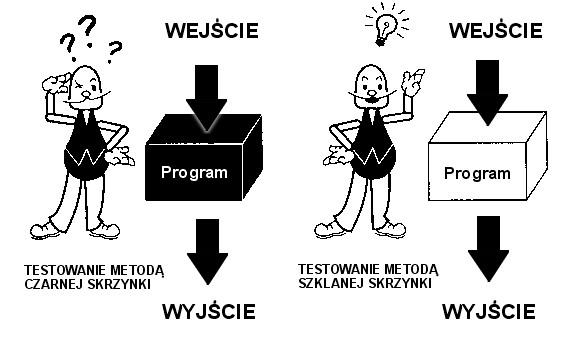 ? ? ?
WEJŚCIE
Program
TESTOWANIE METODĄ
CZARNEJ SKRZYNKI
WYJŚCIE
WEJŚCIE
Program
TESTOWANIE METODĄ
SZKLANEJ SKRZYNKI
WYJŚCIE